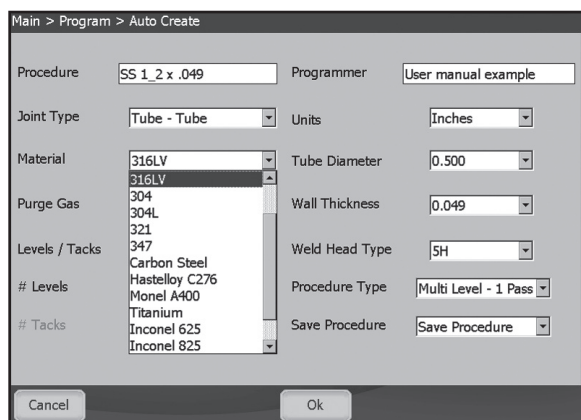 Main > Program > Auto Create
Procedure SS 1_2 x .049 Programmer User manual example
Joint Type Tube - Tube Units Inches
Material 316LV Tube Diameter 0.500
316LV
304
Purge Gas Wall Thickness 0.049
304L
321
347
Levels / Tacks Weld Head Type 5H
Carbon Steel
Hastelloy C276
# Levels Procedure Type Multi Level - 1 Pass
Monel A400
Titanium
# Tacks Save Procedure Save Procedure
Inconel 625
Inconel 825
Cancel Ok